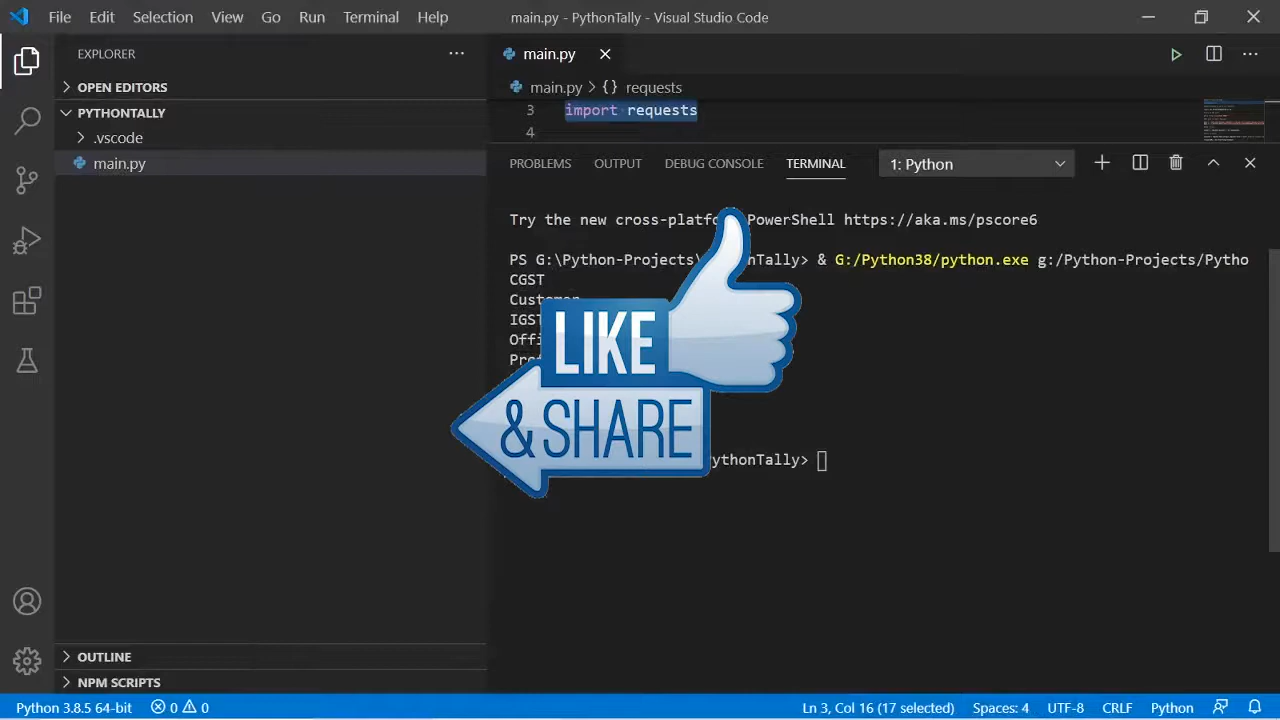 File Edit Selection View Go Run Terminal Help
main.py - PythonTally - Visual Studio Code
EXPLORER
OPEN EDITORS
PYTHONTALLY
.vscode
main.py
OUTLINE
NPM SCRIPTS
main.py
main.py > {} requests
3 import requests
4
PROBLEMS OUTPUT DEBUG CONSOLE TERMINAL 1: Python
Try the new cross-platfo PowerShell https://aka.ms/pscore6
PS G:\Python-Projects\ onTally> & G:/Python38/python.exe g:/Python-Projects/Pytho
CGST
Customer
IGST
LIKE
&SHARE
ythonTally>
Python 3.8.5 64-bit 0 0 Ln 3, Col 16 (17 selected) Spaces: 4 UTF-8 CRLF Python